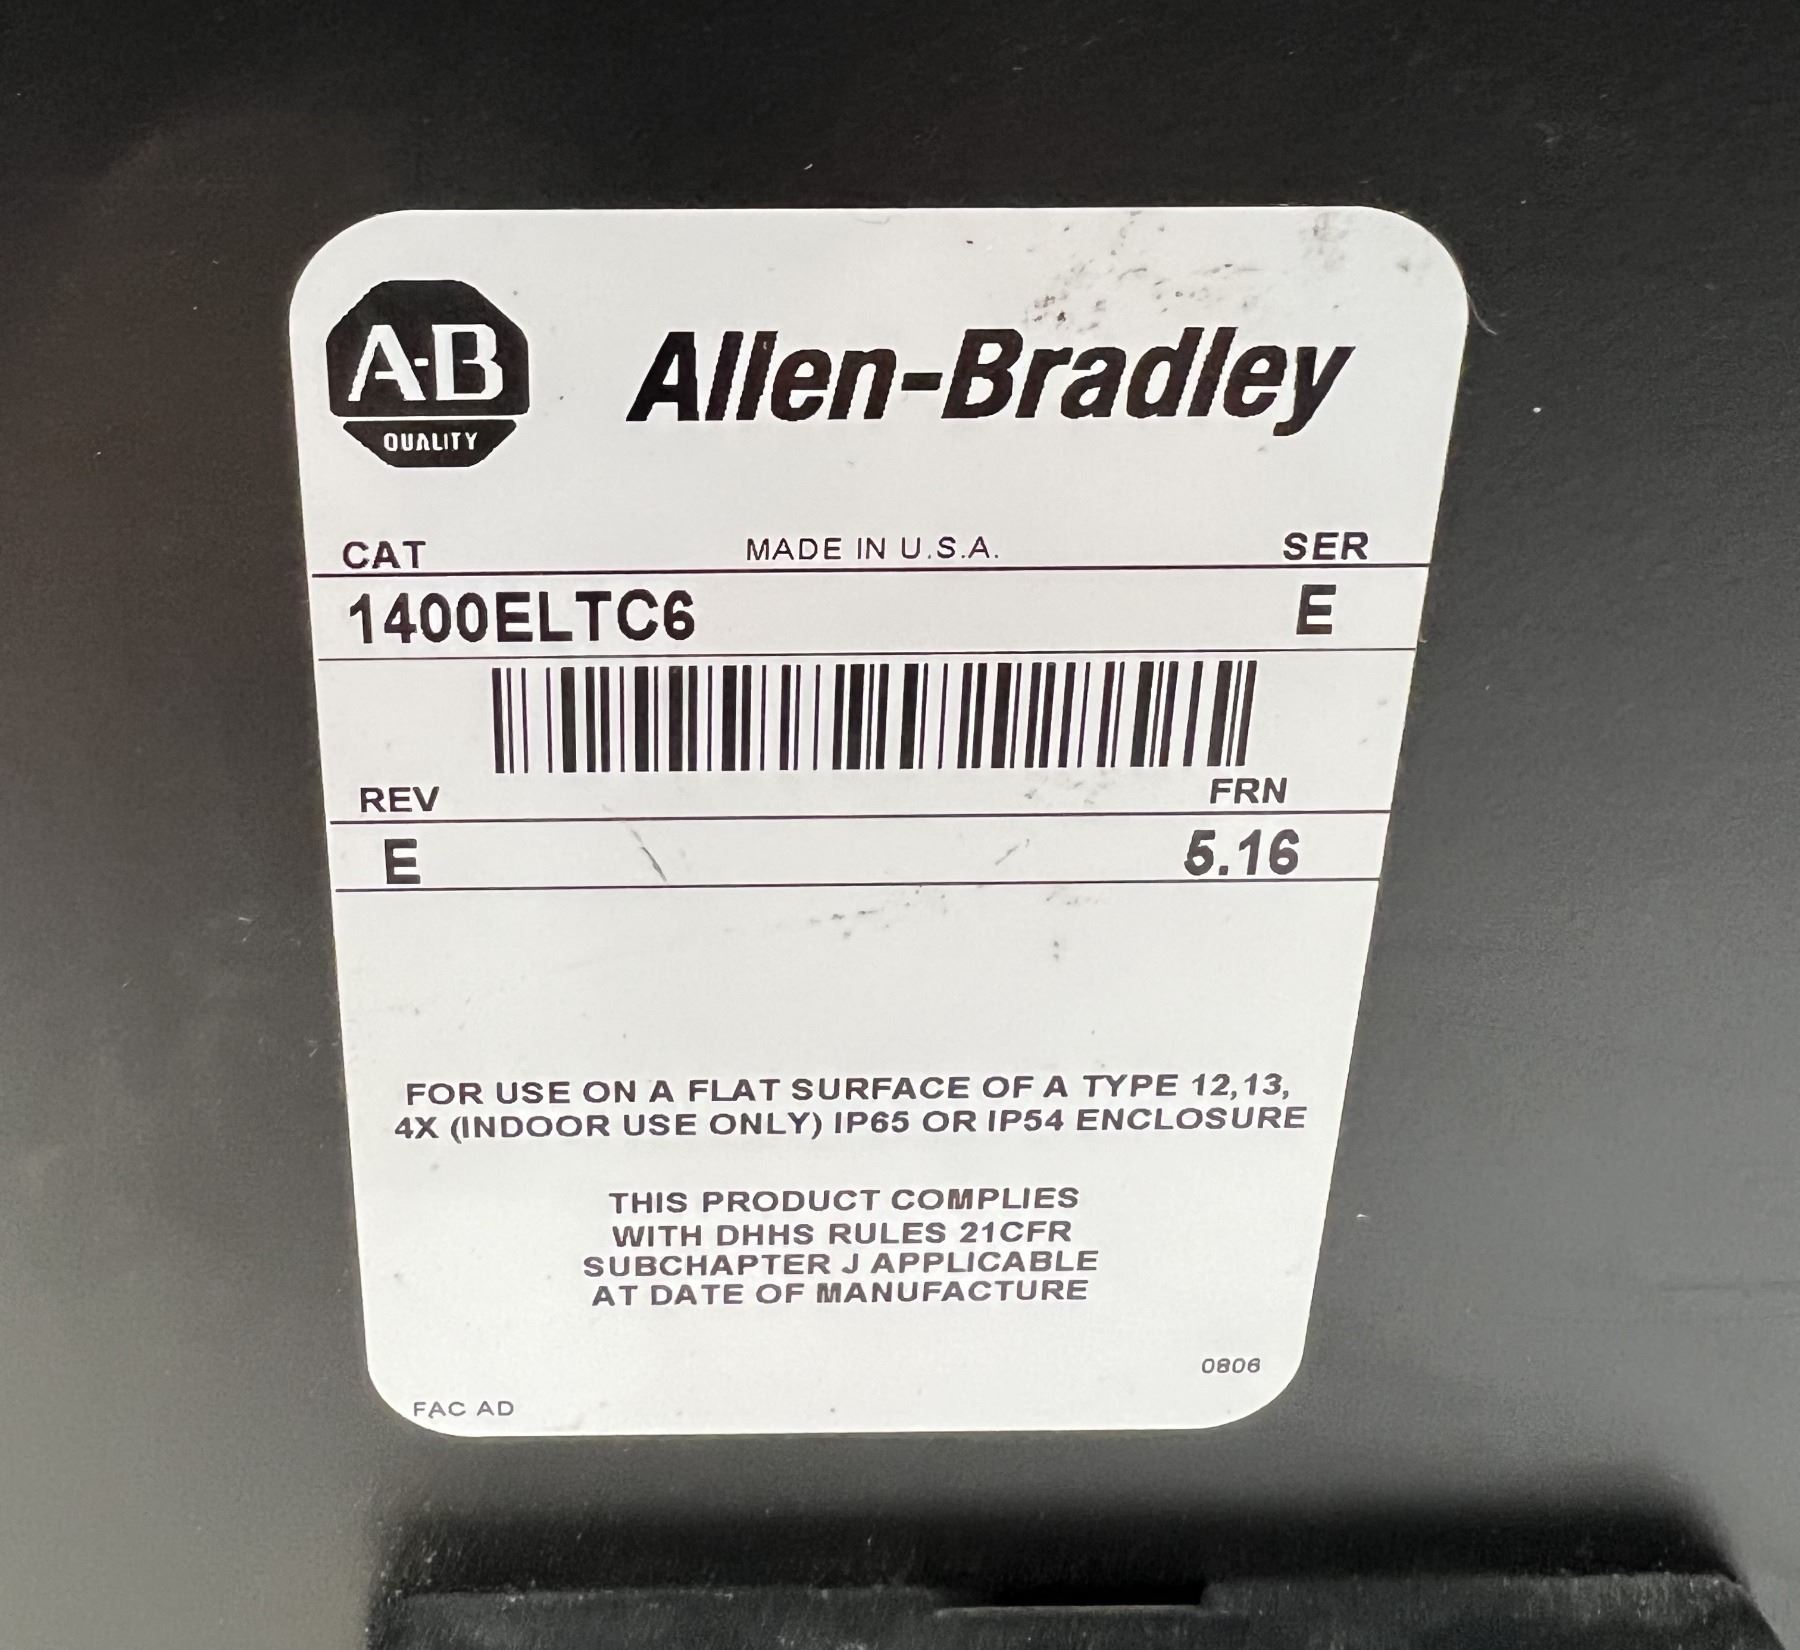 A-B
QUALITY
Allen-Bradley
CAT MADE IN U.S.A. SER
1400ELTC6 E
REV FRN
E 5.16
FOR USE ON A FLAT SURFACE OF A TYPE 12,13,
4X (INDOOR USE ONLY) IP65 OR IP54 ENCLOSURE
THIS PRODUCT COMPLIES
WITH DHHS RULES 21CFR
SUBCHAPTER J APPLICABLE
AT DATE OF MANUFACTURE
0806
FAC AD